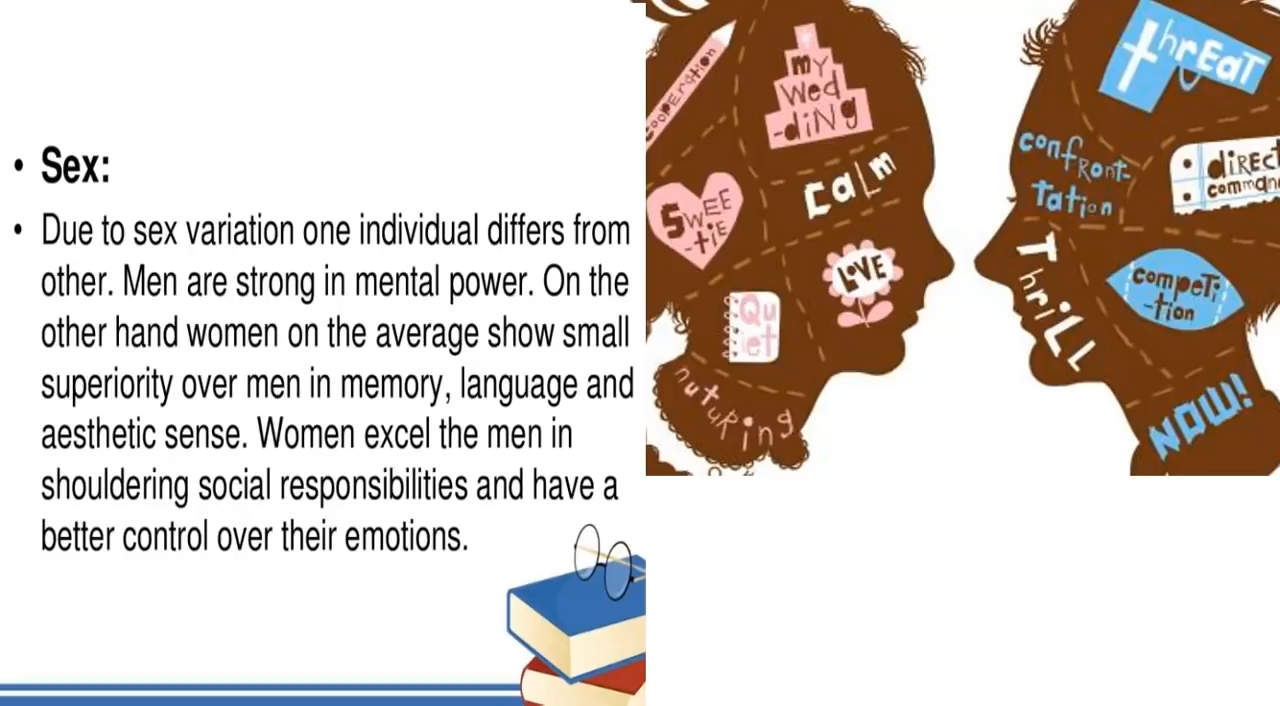 • Sex:
• Due to sex variation one individual differs from
other. Men are strong in mental power. On the
other hand women on the average show small
superiority over men in memory, language and
aesthetic sense. Women excel the men in
shouldering social responsibilities and have a
better control over their emotions.
cooperation
my
wed
-ding
calm
swee
-tie
love
Qu
et
nuturing
threat
confront-
tation
direct
command
Thrill
competi
-tion
NOW!